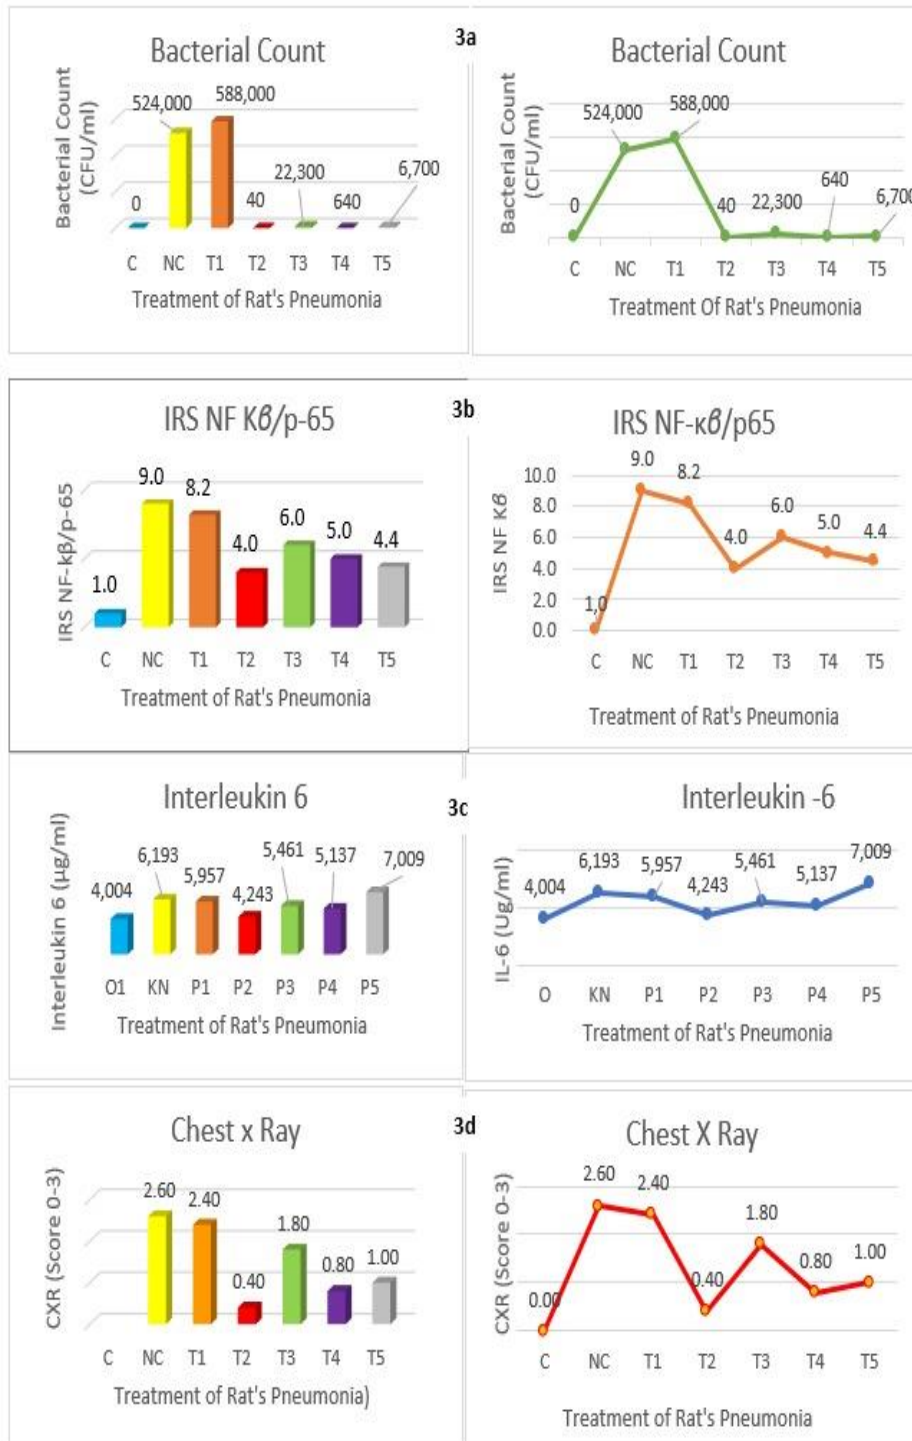 3a
Bacterial Count
Bacterial Count
(CFU/ml)
524,000
588,000
0
40
22,300
640
6,700
C NC T1 T2 T3 T4 T5
Treatment of Rat's Pneumonia
Bacterial Count
Bacterial Count
(CFU/ml)
524,000
588,000
0
40
22,300
640
6,700
C NC T1 T2 T3 T4 T5
Treatment Of Rat's Pneumonia
3b
IRS NF Kβ/p-65
IRS NF-kβ/p-65
1.0
9.0
8.2
4.0
6.0
5.0
4.4
C NC T1 T2 T3 T4 T5
Treatment of Rat's Pneumonia
IRS NF-κβ/p65
IRS NF Kβ
10.0
8.0
6.0
4.0
2.0
0.0
1,0
9.0
8.2
4.0
6.0
5.0
4.4
C NC T1 T2 T3 T4 T5
Treatment of Rat's Pneumonia
3c
Interleukin 6
Interleukin 6 (µg/ml)
4,004
6,193
5,957
4,243
5,461
5,137
7,009
O1 KN P1 P2 P3 P4 P5
Treatment of Rat's Pneumonia
Interleukin -6
IL-6 (Ug/ml)
4,004
6,193
5,957
4,243
5,461
5,137
7,009
O KN P1 P2 P3 P4 P5
Treatment of Rat's Pneumonia
3d
Chest x Ray
CXR (Score 0-3)
2.60
2.40
0.40
1.80
0.80
1.00
C NC T1 T2 T3 T4 T5
Treatment of Rat's Pneumonia)
Chest X Ray
CXR (Score 0-3)
0.00
2.60
2.40
0.40
1.80
0.80
1.00
C NC T1 T2 T3 T4 T5
Treatment of Rat's Pneumonia